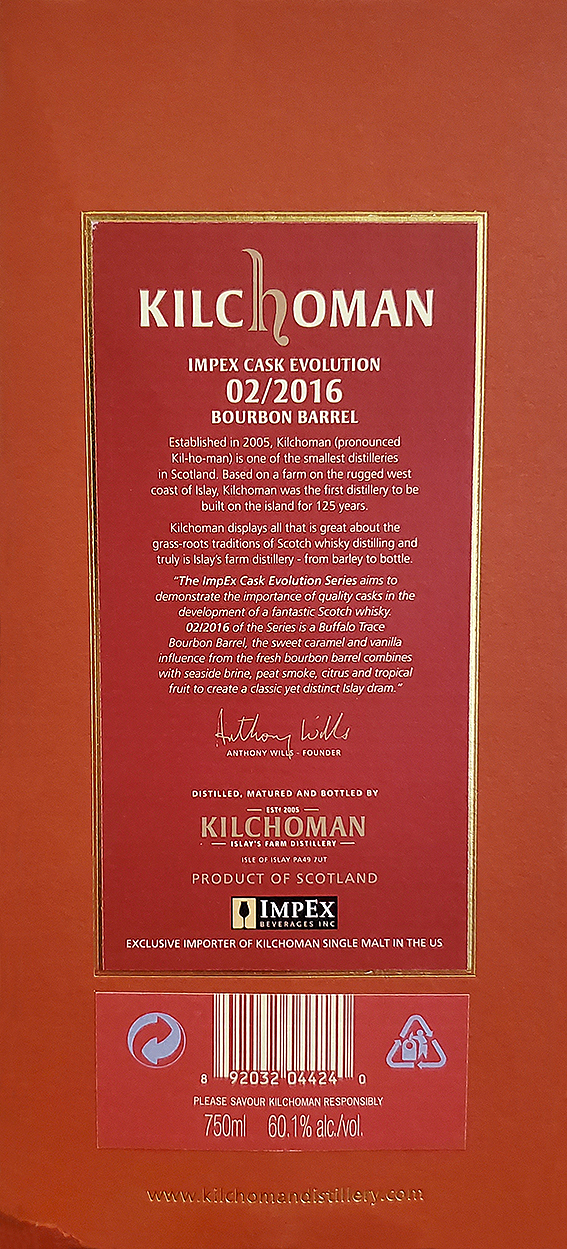 KILCHOMAN
IMPEX CASK EVOLUTION
02/2016
BOURBON BARREL
Established in 2005, Kilchoman (pronounced
Kil-ho-man) is one of the smallest distilleries
in Scotland. Based on a farm on the rugged west
coast of Islay, Kilchoman was the first distillery to be
built on the island for 125 years.
Kilchoman displays all that is great about the
grass-roots traditions of Scotch whisky distilling and
truly is Islay's farm distillery - from barley to bottle.
"The ImpEx Cask Evolution Series aims to
demonstrate the importance of quality casks in the
development of a fantastic Scotch whisky.
02/2016 of the Series is a Buffalo Trace
Bourbon Barrel, the sweet caramel and vanilla
influence from the fresh bourbon barrel combines
with seaside brine, peat smoke, citrus and tropical
fruit to create a classic yet distinct Islay dram."
Anthony Wills
ANTHONY WILLS - FOUNDER
DISTILLED, MATURED AND BOTTLED BY
ESTD 2005
KILCHOMAN
ISLAY'S FARM DISTILLERY
ISLE OF ISLAY PA49 7UT
PRODUCT OF SCOTLAND
IMPEX
BEVERAGES INC
EXCLUSIVE IMPORTER OF KILCHOMAN SINGLE MALT IN THE US
8 92032 04424 0
PLEASE SAVOUR KILCHOMAN RESPONSIBLY
750ml 60.1% alc./vol.
www.kilchomandistillery.com